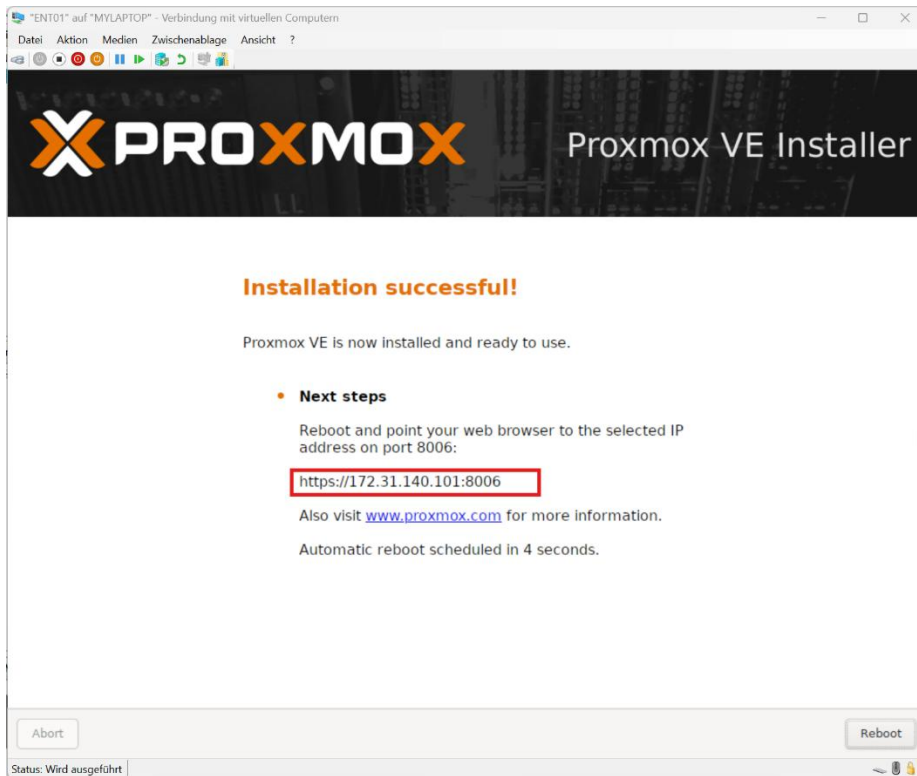 "ENT01" auf "MYLAPTOP" - Verbindung mit virtuellen Computern
Datei Aktion Medien Zwischenablage Ansicht ?
PROXMOX
Proxmox VE Installer
Installation successful!
Proxmox VE is now installed and ready to use.
• Next steps
Reboot and point your web browser to the selected IP
address on port 8006:
https://172.31.140.101:8006
Also visit www.proxmox.com for more information.
Automatic reboot scheduled in 4 seconds.
Abort
Reboot
Status: Wird ausgeführt